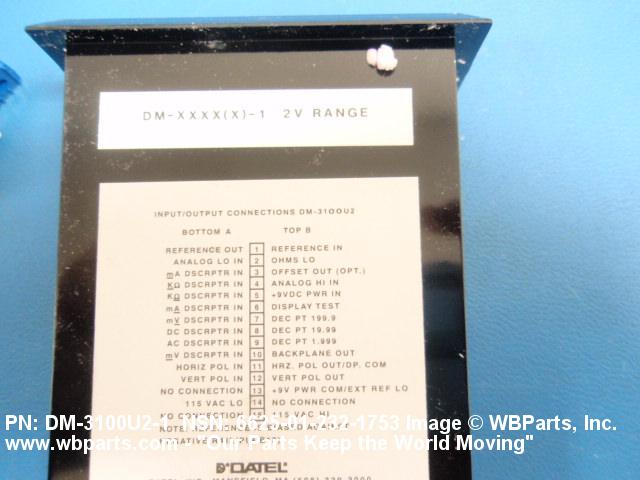 DM-XXXX(X)-1 2V RANGE
INPUT/OUTPUT CONNECTIONS DM-3100U2
BOTTOM A TOP B
REFERENCE OUT 1 REFERENCE IN
ANALOG LO IN 2 OHMS LO
mA DSCRPTR IN 3 OFFSET OUT (OPT.)
KΩ DSCRPTR IN 4 ANALOG HI IN
KΩ DSCRPTR IN 5 +9VDC PWR IN
mA DSCRPTR IN 6 DISPLAY TEST
mV DSCRPTR IN 7 DEC PT 199.9
DC DSCRPTR IN 8 DEC PT 19.99
AC DSCRPTR IN 9 DEC PT 1.999
mV DSCRPTR IN 10 BACKPLANE OUT
HORIZ POL IN 11 HRZ. POL OUT/DP. COM
VERT POL IN 12 VERT POL OUT
NO CONNECTION 13 +9V PWR COM/EXT REF LO
115 VAC LO 14 NO CONNECTION
NO CONNECTION 115 VAC HI
PN: DM-3100U2-1 NSN: 1753 Image © WBParts, Inc.
www.wbparts.com - "Our Parts Keep the World Moving"
DATEL